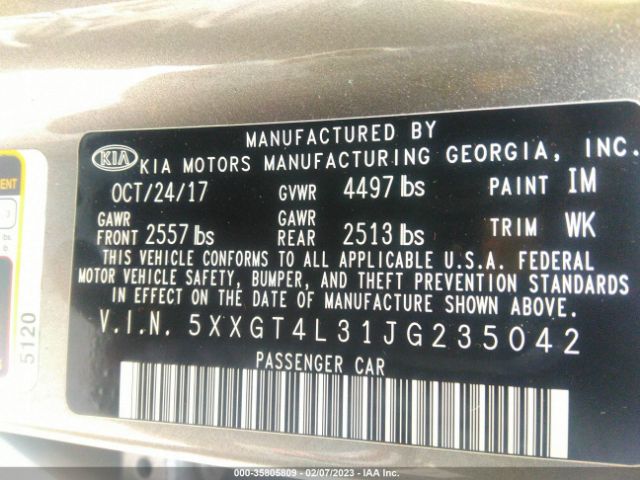 MANUFACTURED BY
KIA KIA MOTORS MANUFACTURING GEORGIA, INC.
OCT/24/17 GVWR 4497 lbs PAINT IM
GAWR FRONT 2557 lbs GAWR REAR 2513 lbs TRIM WK
THIS VEHICLE CONFORMS TO ALL APPLICABLE U.S.A. FEDERAL
MOTOR VEHICLE SAFETY, BUMPER, AND THEFT PREVENTION STANDARDS
IN EFFECT ON THE DATE OF MANUFACTURE SHOWN ABOVE.
V.I.N. 5XXGT4L31JG235042
PASSENGER CAR
5120
000-35805809 - 02/07/2023 - IAA Inc.